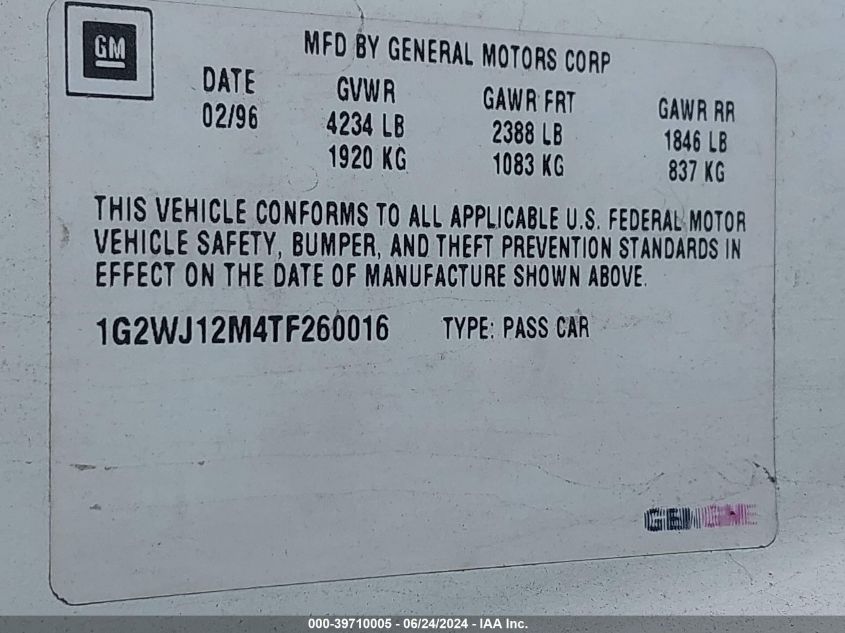 GM
MFD BY GENERAL MOTORS CORP
DATE GVWR GAWR FRT GAWR RR
02/96 4234 LB 2388 LB 1846 LB
1920 KG 1083 KG 837 KG
THIS VEHICLE CONFORMS TO ALL APPLICABLE U.S. FEDERAL MOTOR
VEHICLE SAFETY, BUMPER, AND THEFT PREVENTION STANDARDS IN
EFFECT ON THE DATE OF MANUFACTURE SHOWN ABOVE.
1G2WJ12M4TF260016 TYPE: PASS CAR
000-39710005 - 06/24/2024 - IAA Inc.